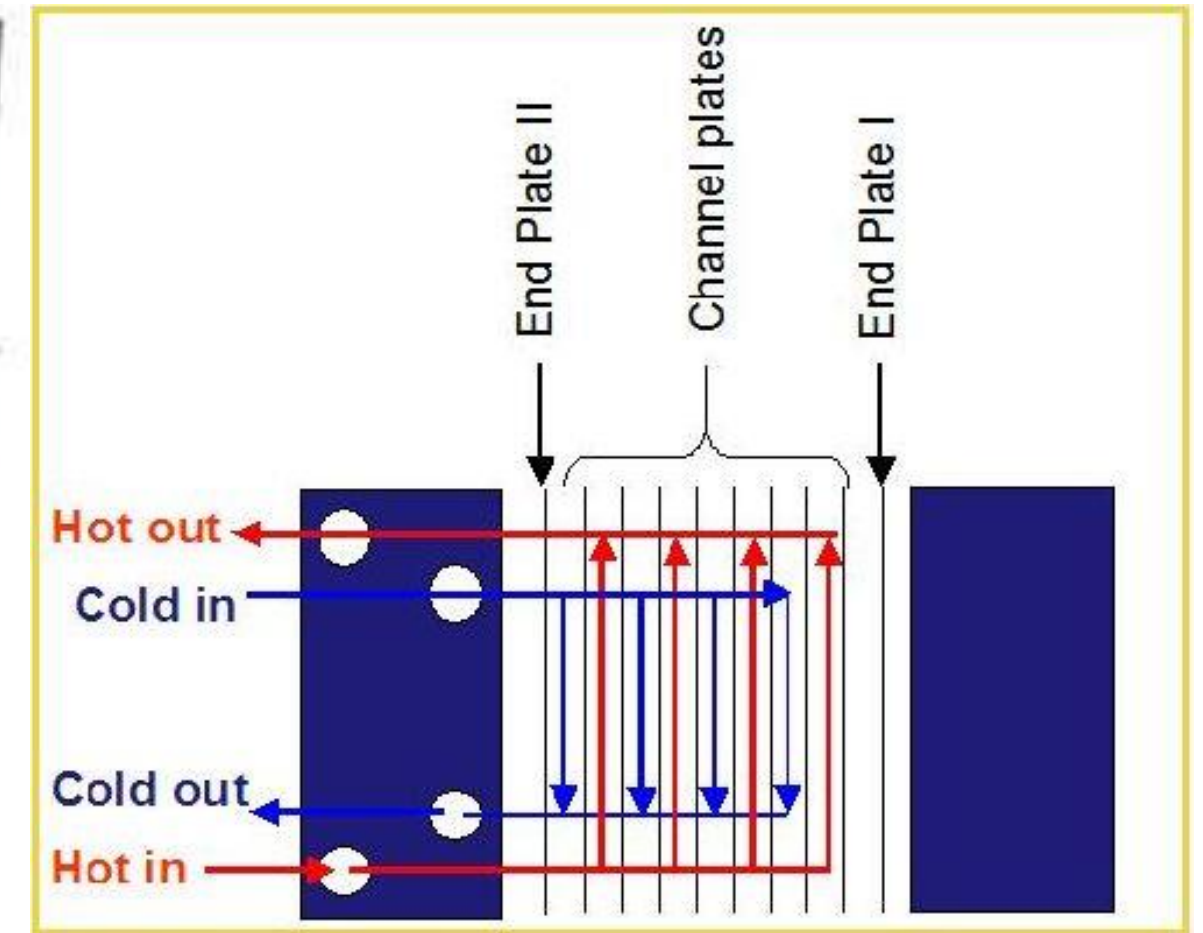 End Plate II
Channel plates
End Plate I
Hot out
Cold in
Cold out
Hot in